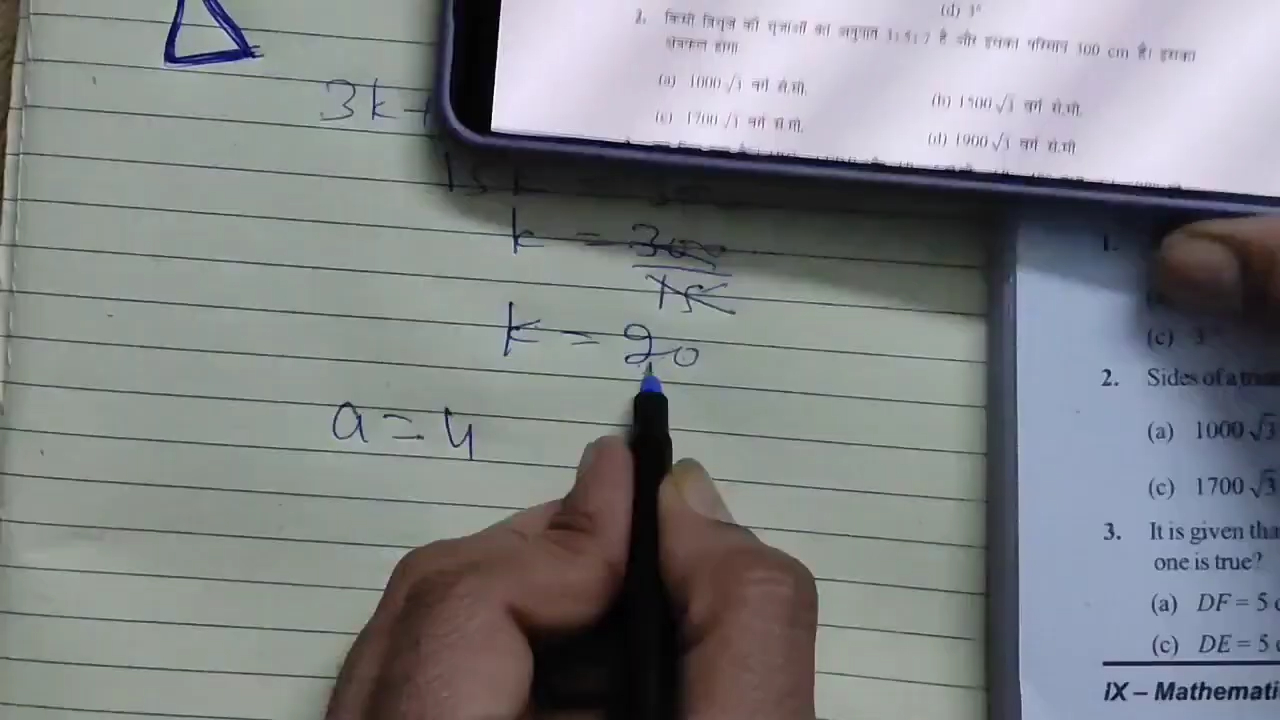 (d) 3
2. किसी त्रिभुज की भुजाओं का अनुपात 3 : 5 : 7 है और इसका परिमाप 300 cm है। इसका
क्षेत्रफल होगा
(a) 1000√3 वर्ग से.मी.
(b) 1500√3 वर्ग से.मी.
(c) 1700√3 वर्ग से.मी.
(d) 1900√3 वर्ग से.मी
3k+
15 k =
k = 300
15
k = 20
a = 4
1.
(c) 3
2. Sides of a
(a) 1000√3
(c) 1700√3
3. It is given tha
one is true?
(a) DF = 5 c
(c) DE = 5
IX – Mathemati